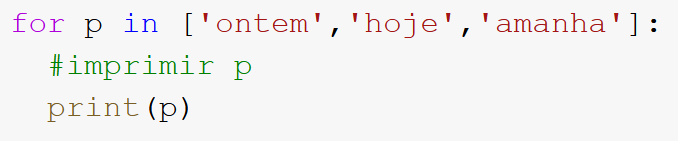 for p in ['ontem','hoje','amanha']:
#imprimir p
print(p)